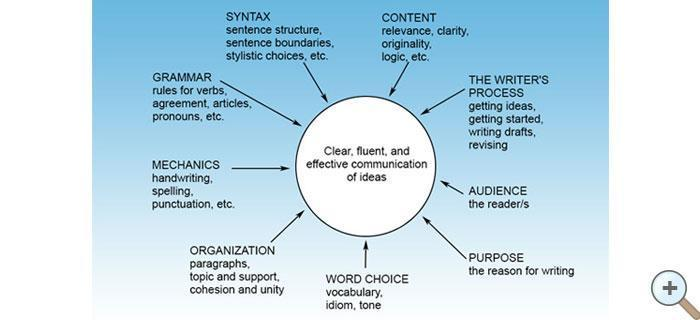 SYNTAX
sentence structure,
sentence boundaries,
stylistic choices, etc.
CONTENT
relevance, clarity,
originality,
logic, etc.
GRAMMAR
rules for verbs,
agreement, articles,
pronouns, etc.
THE WRITER'S
PROCESS
getting ideas,
getting started,
writing drafts,
revising
Clear, fluent, and
effective communication
of ideas
MECHANICS
handwriting,
spelling,
punctuation, etc.
AUDIENCE
the reader/s
ORGANIZATION
paragraphs,
topic and support,
cohesion and unity
WORD CHOICE
vocabulary,
idiom, tone
PURPOSE
the reason for writing